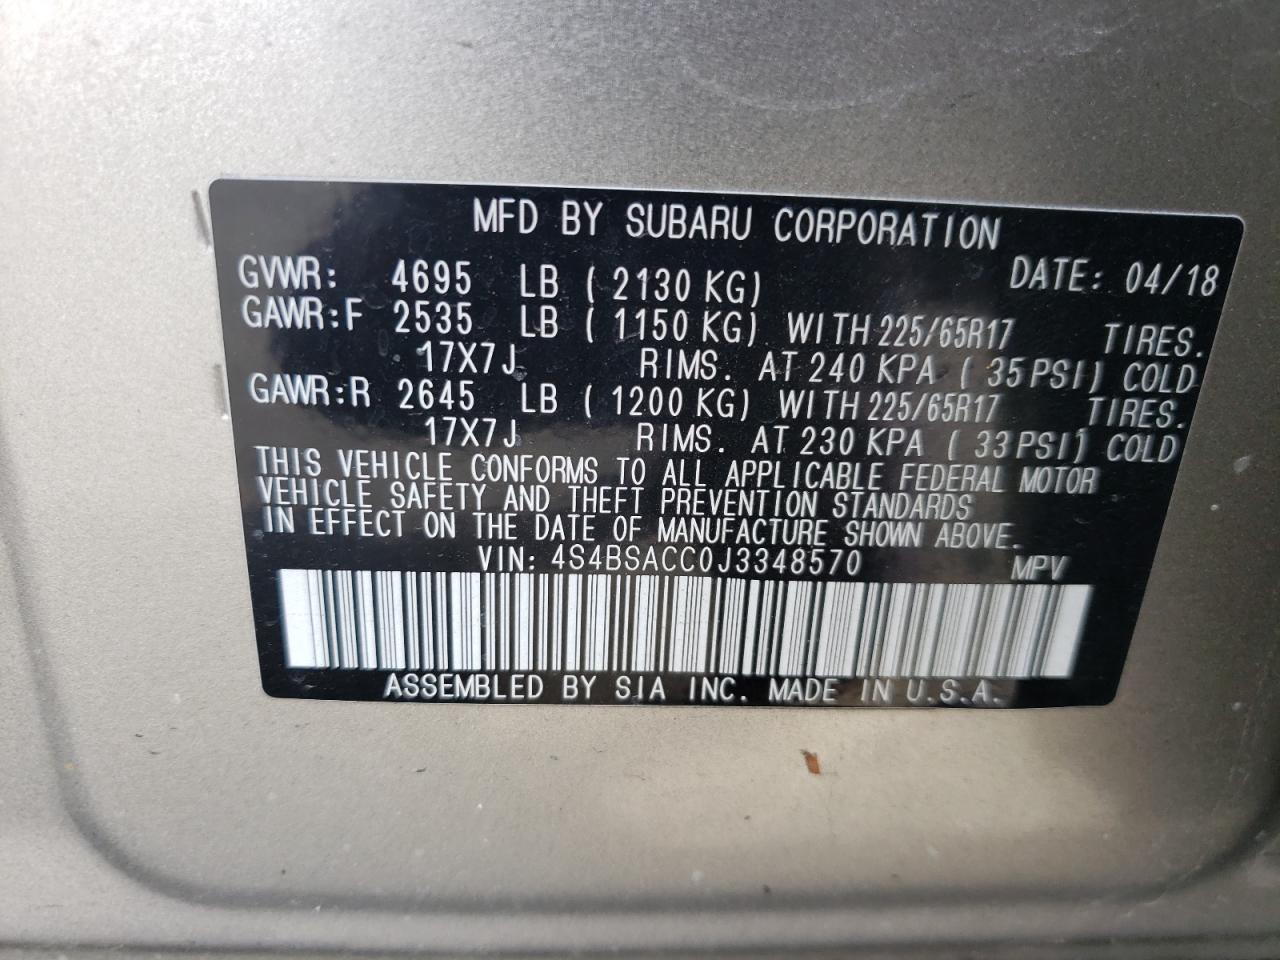 MFD BY SUBARU CORPORATION
GVWR: 4695 LB ( 2130 KG) DATE: 04/18
GAWR:F 2535 LB ( 1150 KG) WITH 225/65R17 TIRES.
17X7J RIMS. AT 240 KPA ( 35 PSI) COLD
GAWR:R 2645 LB ( 1200 KG) WITH 225/65R17 TIRES.
17X7J RIMS. AT 230 KPA ( 33 PSI) COLD
THIS VEHICLE CONFORMS TO ALL APPLICABLE FEDERAL MOTOR
VEHICLE SAFETY AND THEFT PREVENTION STANDARDS
IN EFFECT ON THE DATE OF MANUFACTURE SHOWN ABOVE.
VIN: 4S4BSACC0J3348570 MPV
ASSEMBLED BY SIA INC. MADE IN U.S.A.